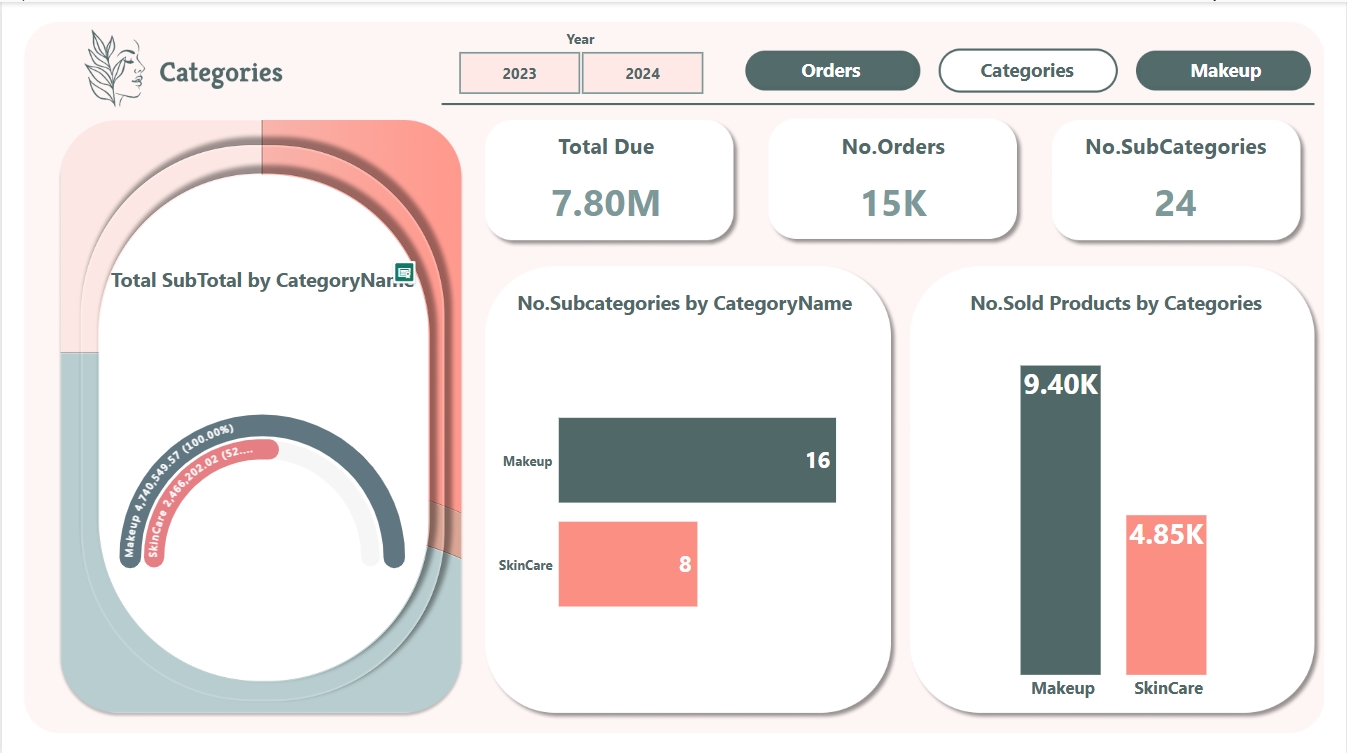 Categories
Year
2023
2024
Orders
Categories
Makeup
Total Due
7.80M
No.Orders
15K
No.SubCategories
24
Total SubTotal by CategoryName
Makeup 4,740,549.57 (100.00%)
SkinCare 2,466,202.02 (52....
No.Subcategories by CategoryName
Makeup
16
SkinCare
8
No.Sold Products by Categories
9.40K
4.85K
Makeup
SkinCare